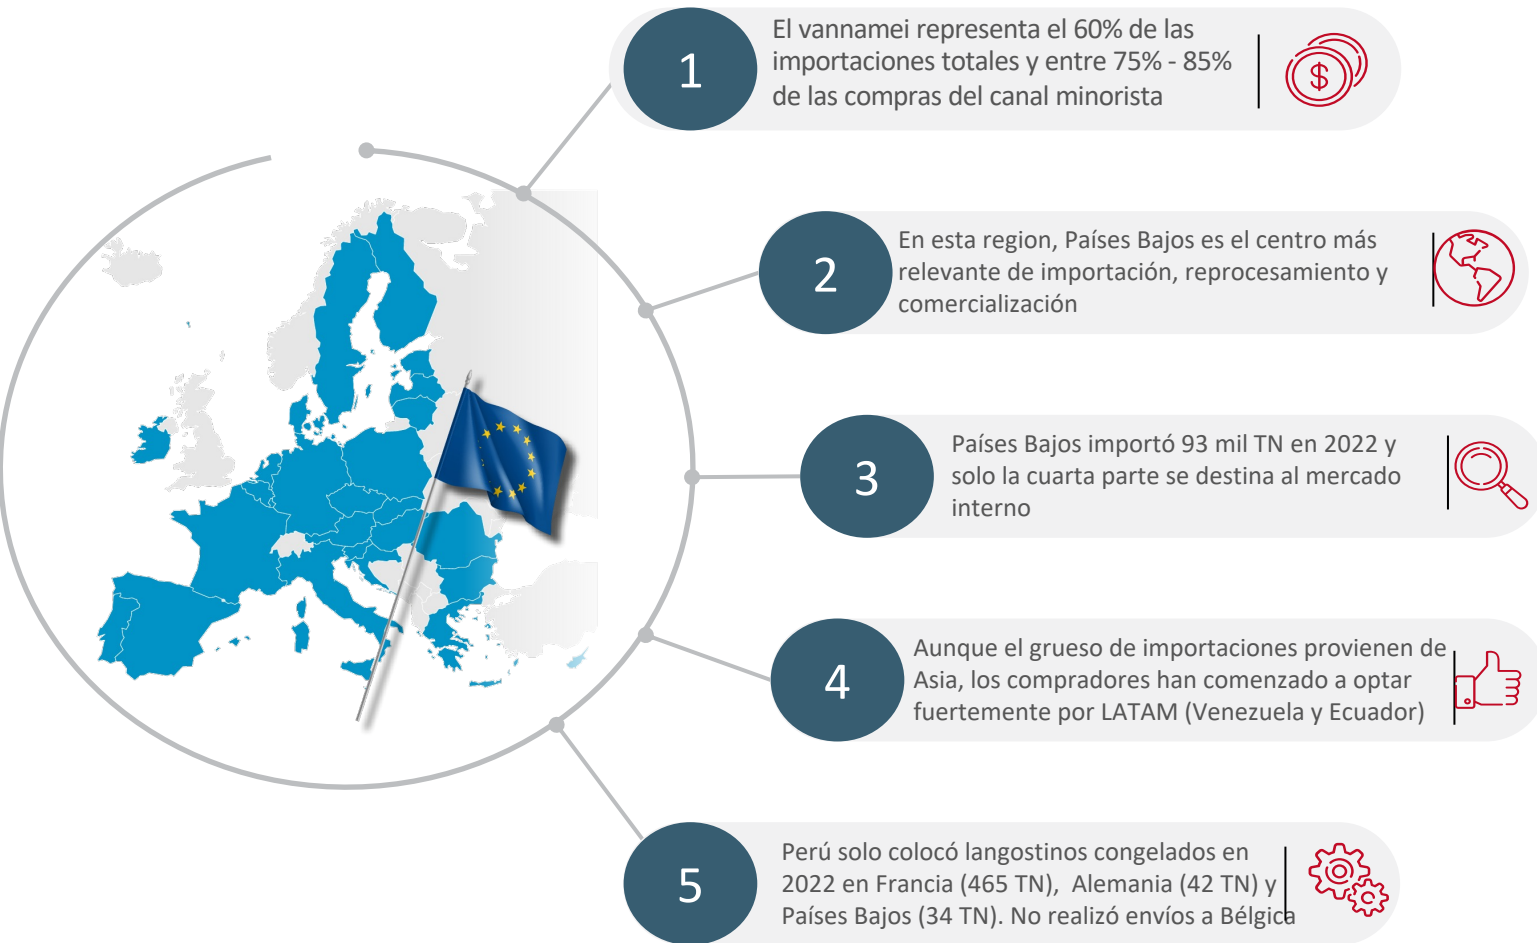 1
El vannamei representa el 60% de las
importaciones totales y entre 75% - 85%
de las compras del canal minorista
$
2
En esta region, Países Bajos es el centro más
relevante de importación, reprocesamiento y
comercialización
3
Países Bajos importó 93 mil TN en 2022 y
solo la cuarta parte se destina al mercado
interno
4
Aunque el grueso de importaciones provienen de
Asia, los compradores han comenzado a optar
fuertemente por LATAM (Venezuela y Ecuador)
5
Perú solo colocó langostinos congelados en
2022 en Francia (465 TN), Alemania (42 TN) y
Países Bajos (34 TN). No realizó envíos a Bélgica